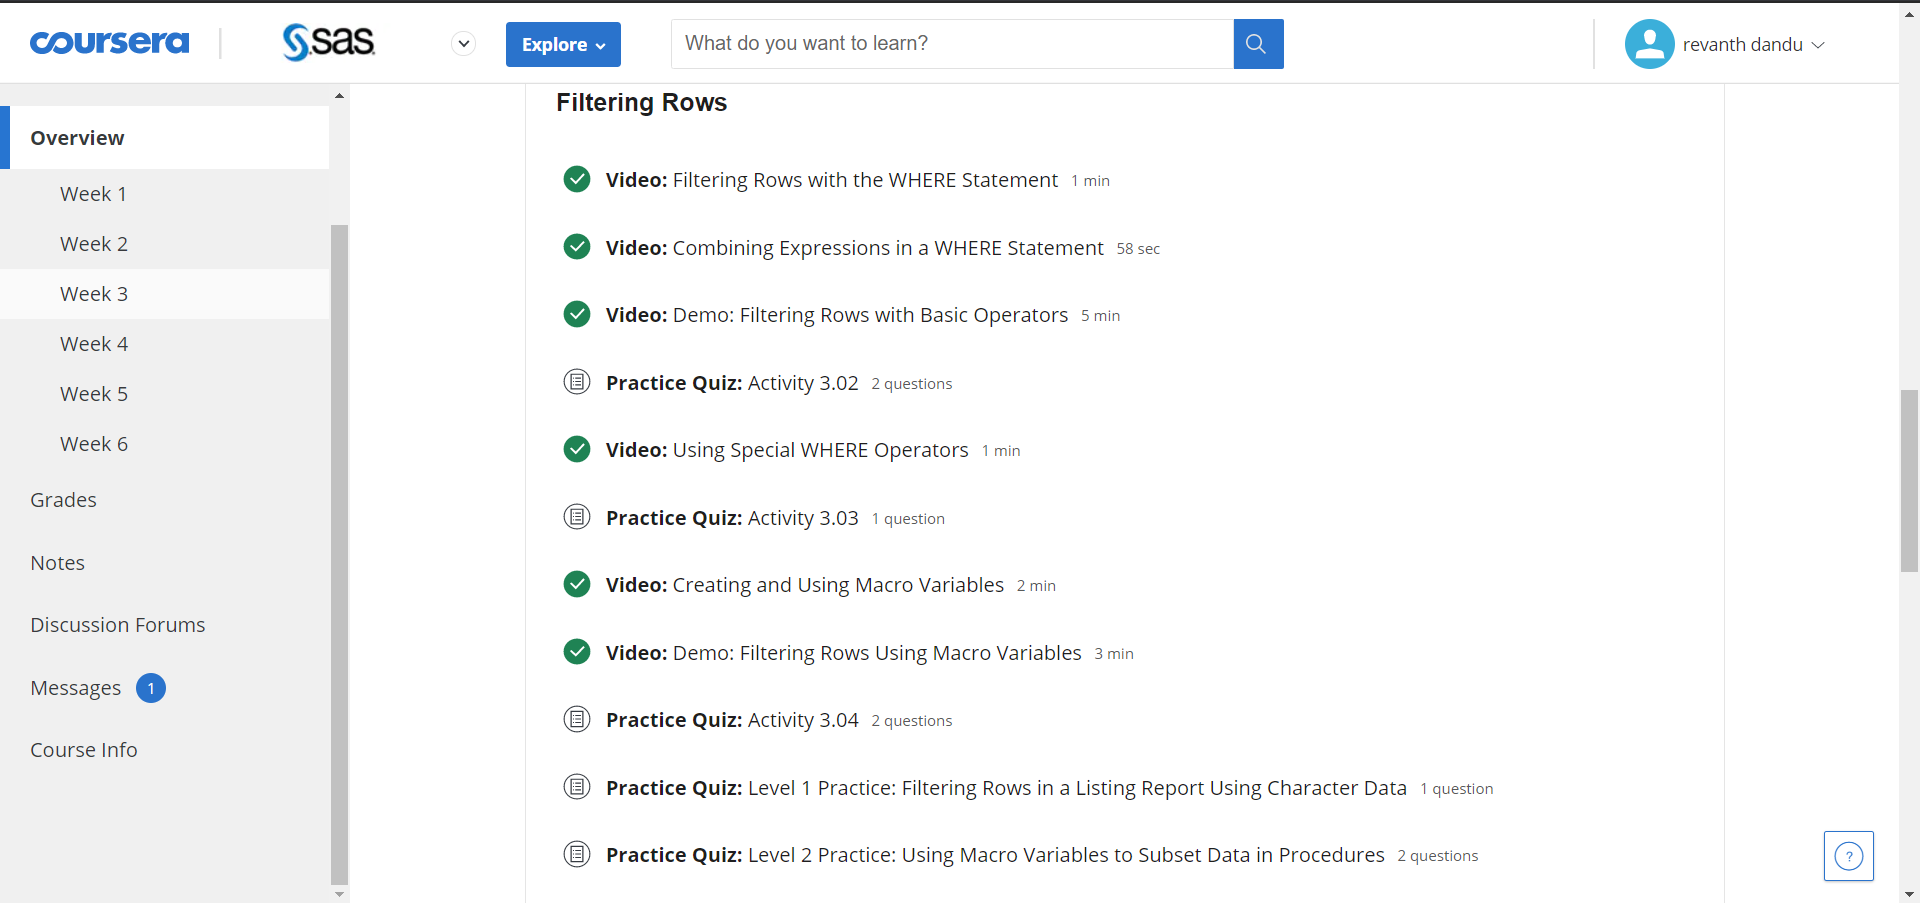 coursera
sas
Explore
What do you want to learn?
revanth dandu
Overview
Week 1
Week 2
Week 3
Week 4
Week 5
Week 6
Grades
Notes
Discussion Forums
Messages 1
Course Info
Filtering Rows
Video: Filtering Rows with the WHERE Statement 1 min
Video: Combining Expressions in a WHERE Statement 58 sec
Video: Demo: Filtering Rows with Basic Operators 5 min
Practice Quiz: Activity 3.02 2 questions
Video: Using Special WHERE Operators 1 min
Practice Quiz: Activity 3.03 1 question
Video: Creating and Using Macro Variables 2 min
Video: Demo: Filtering Rows Using Macro Variables 3 min
Practice Quiz: Activity 3.04 2 questions
Practice Quiz: Level 1 Practice: Filtering Rows in a Listing Report Using Character Data 1 question
Practice Quiz: Level 2 Practice: Using Macro Variables to Subset Data in Procedures 2 questions
?